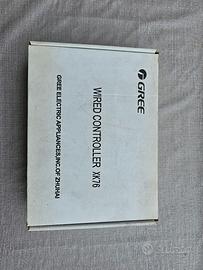 GREE
WIRED CONTROLLER XK76
GREE ELECTRIC APPLIANCES,INC.OF ZHUHAI